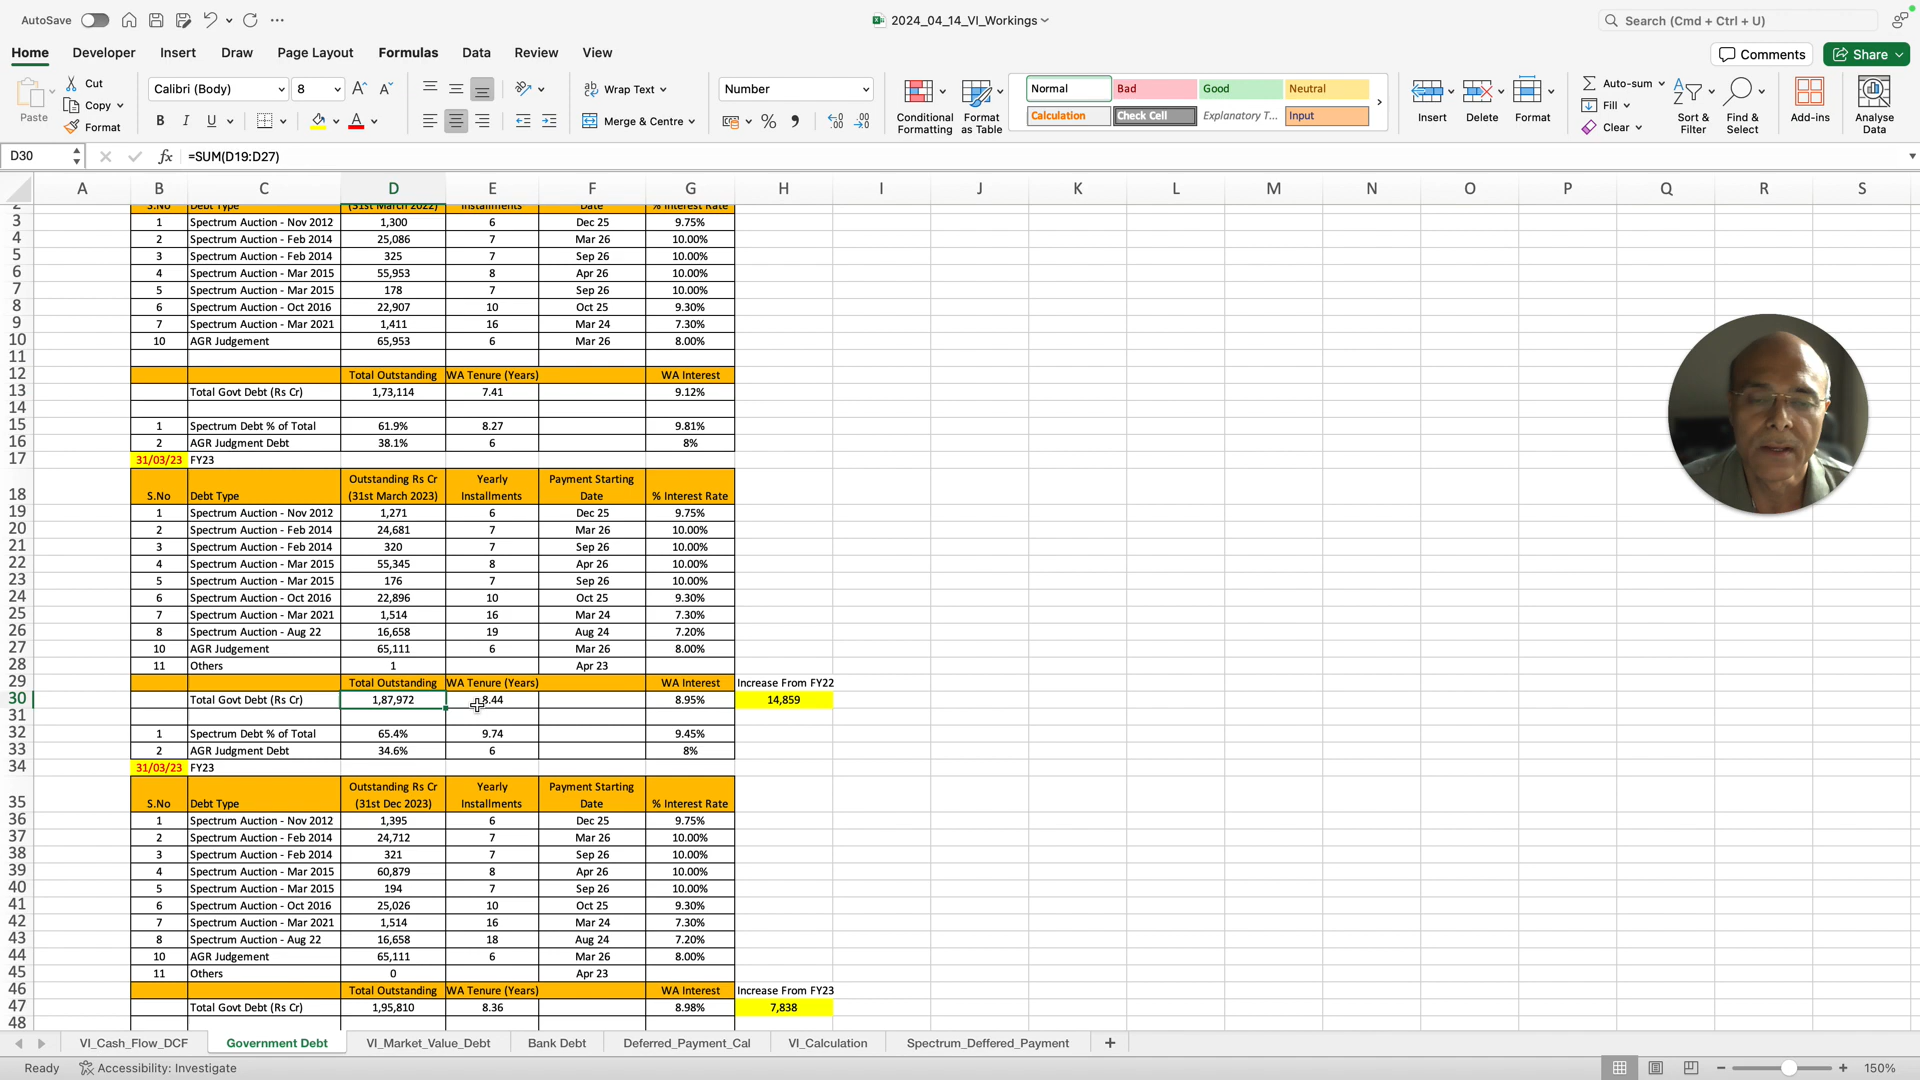 AutoSave 2024_04_14_VI_Workings Search (Cmd + Ctrl + U)
Home Developer Insert Draw Page Layout Formulas Data Review View Comments Share
Paste Cut Copy Format
Calibri (Body) 8
B I U A
Wrap Text
Merge & Centre
Number
Conditional Formatting
Format as Table
Normal Bad Good Neutral
Calculation Check Cell Explanatory T... Input
Insert Delete Format
Auto-sum Fill Clear
Sort & Filter
Find & Select
Add-ins
Analyse Data
D30 fx =SUM(D19:D27)
A B C D E F G H I J K L M N O P Q R S
2 S.No Debt Type (31st March 2022) Installments Date % Interest Rate
3 1 Spectrum Auction - Nov 2012 1,300 6 Dec 25 9.75%
4 2 Spectrum Auction - Feb 2014 25,086 7 Mar 26 10.00%
5 3 Spectrum Auction - Feb 2014 325 7 Sep 26 10.00%
6 4 Spectrum Auction - Mar 2015 55,953 8 Apr 26 10.00%
7 5 Spectrum Auction - Mar 2015 178 7 Sep 26 10.00%
8 6 Spectrum Auction - Oct 2016 22,907 10 Oct 25 9.30%
9 7 Spectrum Auction - Mar 2021 1,411 16 Mar 24 7.30%
10 10 AGR Judgement 65,953 6 Mar 26 8.00%
11
12 Total Outstanding WA Tenure (Years) WA Interest
13 Total Govt Debt (Rs Cr) 1,73,114 7.41 9.12%
14
15 1 Spectrum Debt % of Total 61.9% 8.27 9.81%
16 2 AGR Judgment Debt 38.1% 6 8%
17 31/03/23 FY23
Outstanding Rs Cr Yearly Payment Starting
18 S.No Debt Type (31st March 2023) Installments Date % Interest Rate
19 1 Spectrum Auction - Nov 2012 1,271 6 Dec 25 9.75%
20 2 Spectrum Auction - Feb 2014 24,681 7 Mar 26 10.00%
21 3 Spectrum Auction - Feb 2014 320 7 Sep 26 10.00%
22 4 Spectrum Auction - Mar 2015 55,345 8 Apr 26 10.00%
23 5 Spectrum Auction - Mar 2015 176 7 Sep 26 10.00%
24 6 Spectrum Auction - Oct 2016 22,896 10 Oct 25 9.30%
25 7 Spectrum Auction - Mar 2021 1,514 16 Mar 24 7.30%
26 8 Spectrum Auction - Aug 22 16,658 19 Aug 24 7.20%
27 10 AGR Judgement 65,111 6 Mar 26 8.00%
28 11 Others 1 Apr 23
29 Total Outstanding WA Tenure (Years) WA Interest Increase From FY22
30 Total Govt Debt (Rs Cr) 1,87,972 8.44 8.95% 14,859
31
32 1 Spectrum Debt % of Total 65.4% 9.74 9.45%
33 2 AGR Judgment Debt 34.6% 6 8%
34 31/03/23 FY23
Outstanding Rs Cr Yearly Payment Starting
35 S.No Debt Type (31st Dec 2023) Installments Date % Interest Rate
36 1 Spectrum Auction - Nov 2012 1,395 6 Dec 25 9.75%
37 2 Spectrum Auction - Feb 2014 24,712 7 Mar 26 10.00%
38 3 Spectrum Auction - Feb 2014 321 7 Sep 26 10.00%
39 4 Spectrum Auction - Mar 2015 60,879 8 Apr 26 10.00%
40 5 Spectrum Auction - Mar 2015 194 7 Sep 26 10.00%
41 6 Spectrum Auction - Oct 2016 25,026 10 Oct 25 9.30%
42 7 Spectrum Auction - Mar 2021 1,514 16 Mar 24 7.30%
43 8 Spectrum Auction - Aug 22 16,658 18 Aug 24 7.20%
44 10 AGR Judgement 65,111 6 Mar 26 8.00%
45 11 Others 0 Apr 23
46 Total Outstanding WA Tenure (Years) WA Interest Increase From FY23
47 Total Govt Debt (Rs Cr) 1,95,810 8.36 8.98% 7,838
48
VI_Cash_Flow_DCF Government Debt VI_Market_Value_Debt Bank Debt Deferred_Payment_Cal VI_Calculation Spectrum_Deffered_Payment
Ready Accessibility: Investigate 150%